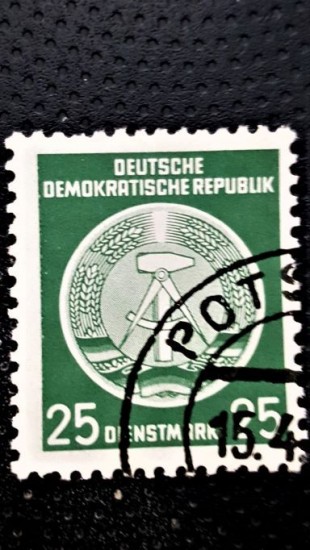 DEUTSCHE
DEMOKRATISCHE REPUBLIK
POTS
25 DIENSTMARKE 25
15.4